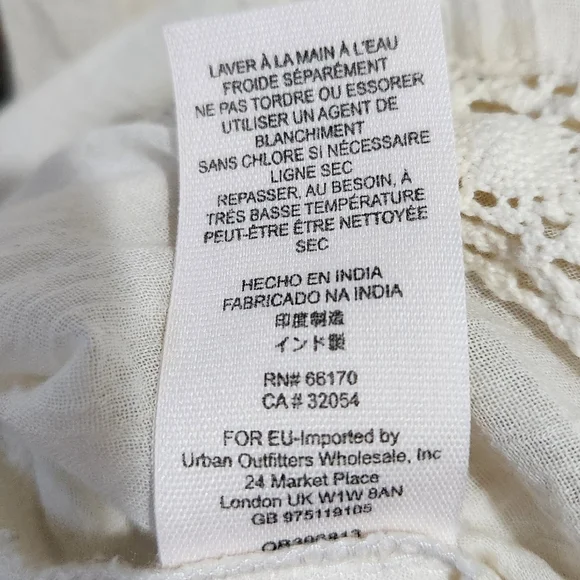 LAVER À LA MAIN À L'EAU
FROIDE SÉPARÉMENT
NE PAS TORDRE OU ESSORER
UTILISER UN AGENT DE
BLANCHIMENT
SANS CHLORE SI NÉCESSAIRE
LIGNE SEC
REPASSER, AU BESOIN, À
TRÈS BASSE TEMPÉRATURE
PEUT-ÊTRE ÊTRE NETTOYÉE
SEC
HECHO EN INDIA
FABRICADO NA INDIA
印度制造
インド製
RN# 66170
CA# 32054
FOR EU-Imported by
Urban Outfitters Wholesale, Inc
24 Market Place
London UK W1W 8AN
GB 975119105